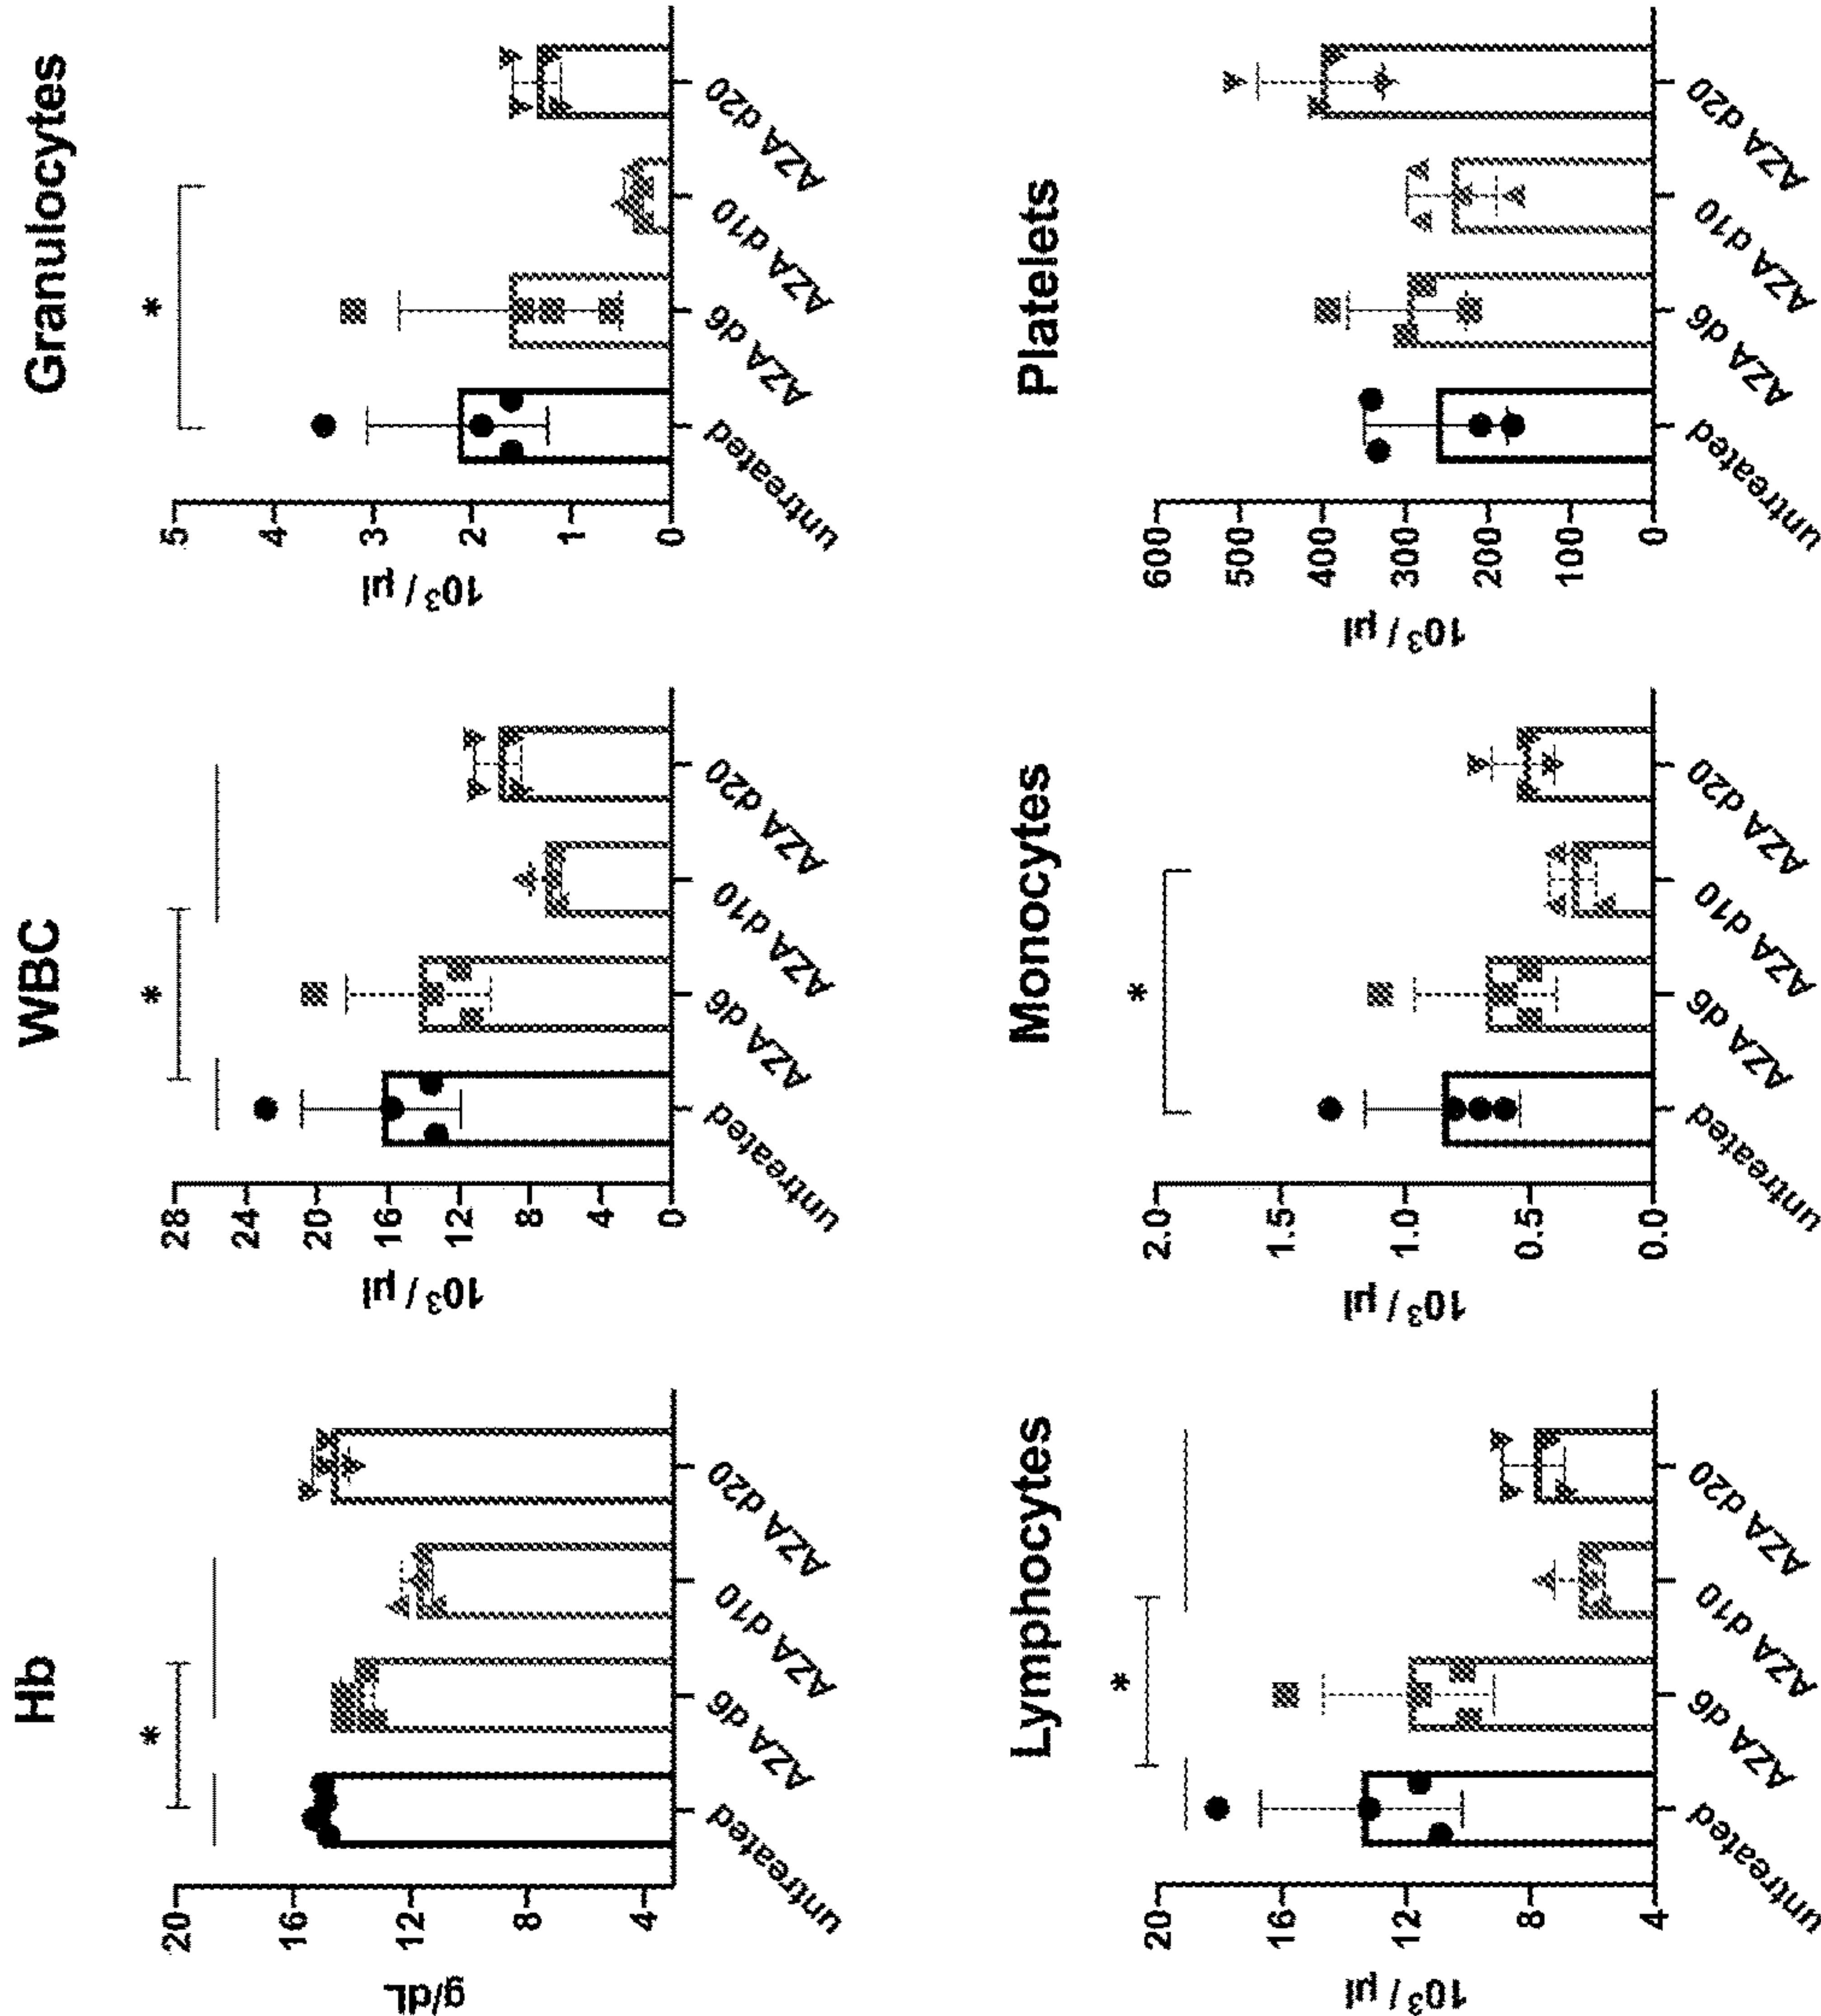 Hb
g/dL
20
16
12
8
4
*
untreated
AZA d6
AZA d10
AZA d20
WBC
10³ / µl
28
24
20
16
12
8
4
0
*
untreated
AZA d6
AZA d10
AZA d20
Granulocytes
10³ / µl
5
4
3
2
1
0
*
untreated
AZA d6
AZA d10
AZA d20
Lymphocytes
10³ / µl
20
16
12
8
4
*
untreated
AZA d6
AZA d10
AZA d20
Monocytes
10³ / µl
2.0
1.5
1.0
0.5
0.0
*
untreated
AZA d6
AZA d10
AZA d20
Platelets
10³ / µl
600
500
400
300
200
100
0
untreated
AZA d6
AZA d10
AZA d20